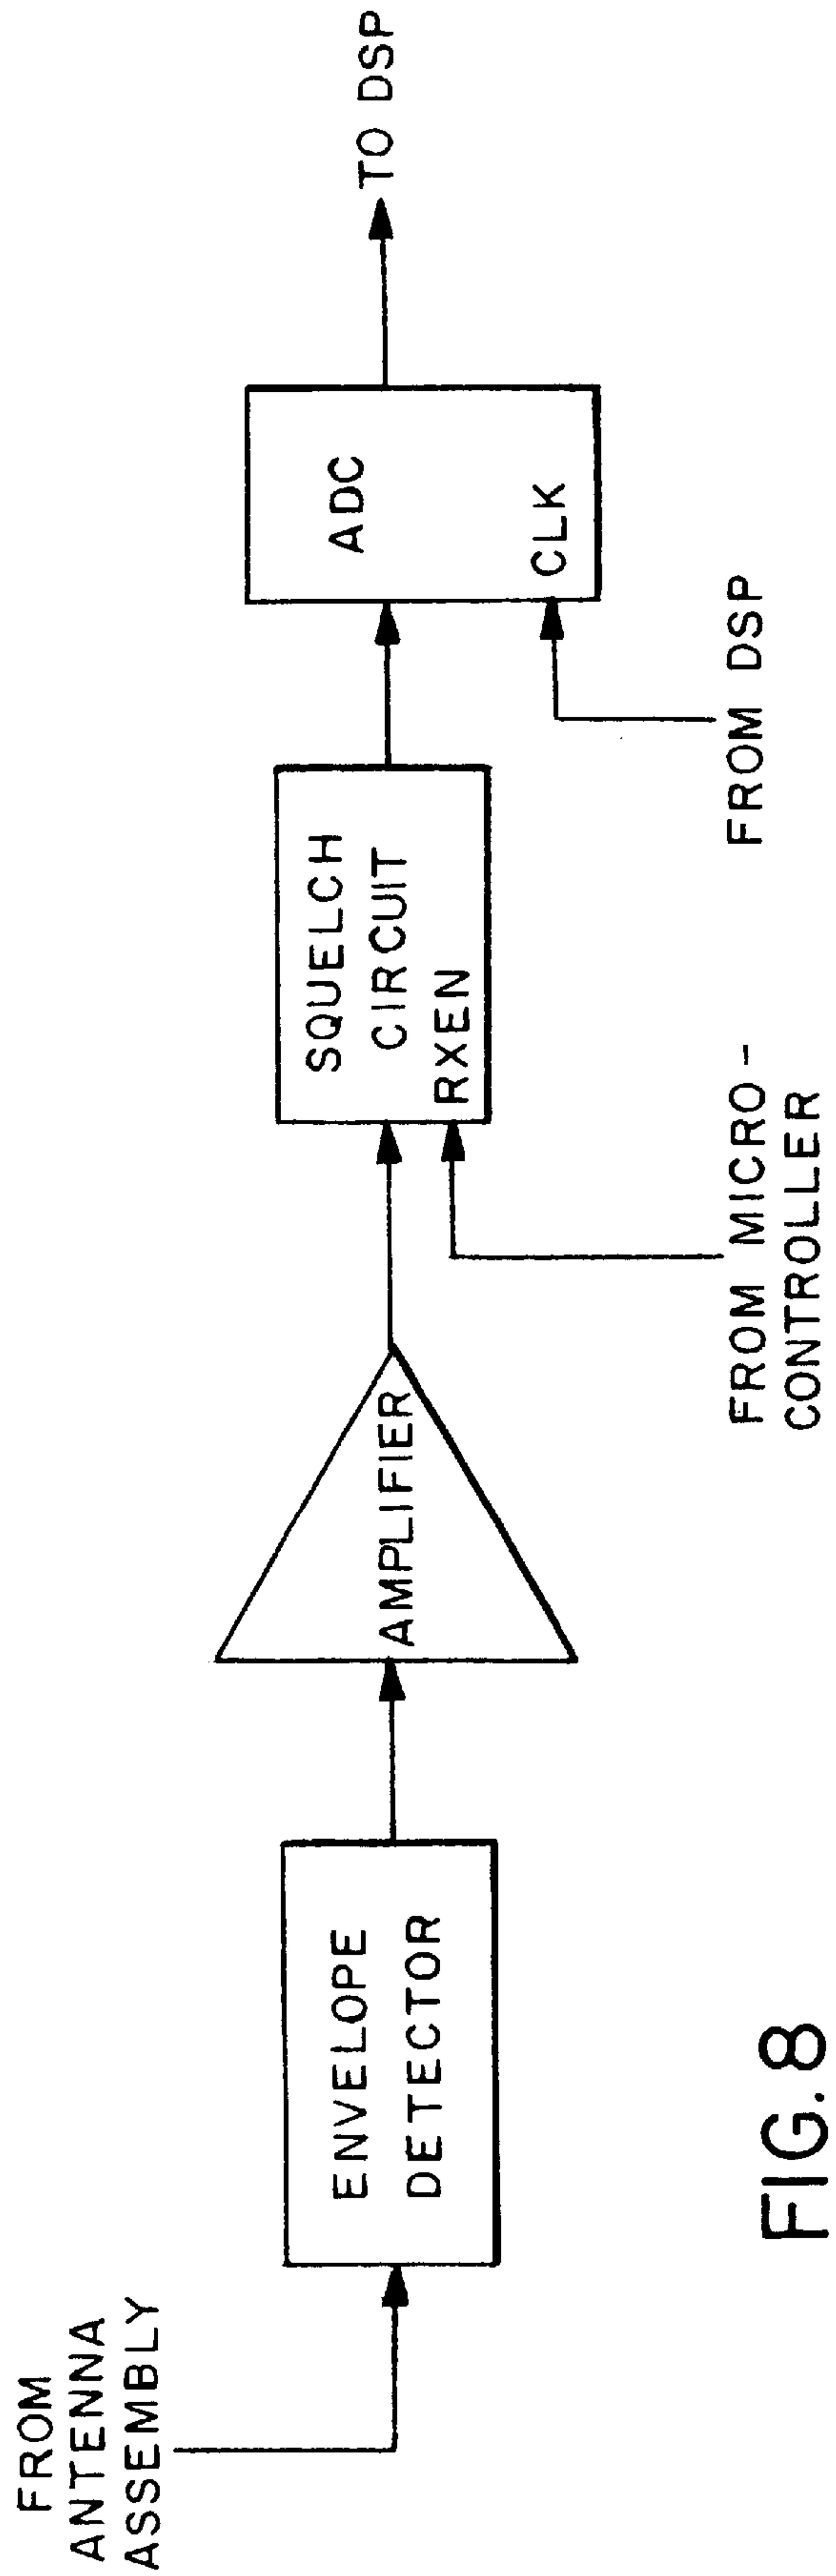 FROM
ANTENNA
ASSEMBLY
ENVELOPE
DETECTOR
AMPLIFIER
SQUELCH
CIRCUIT
RXEN
FROM MICRO-
CONTROLLER
ADC
CLK
FROM DSP
TO DSP
FIG. 8